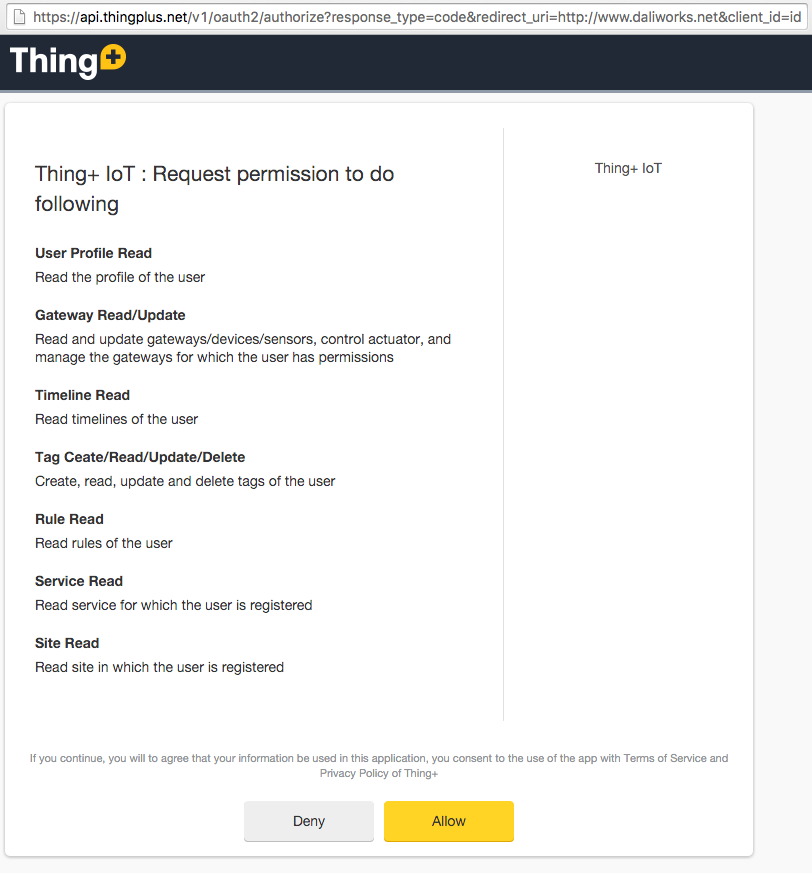 https://api.thingplus.net/v1/oauth2/authorize?response_type=code&redirect_uri=http://www.daliworks.net&client_id=id
Thing+
Thing+ IoT : Request permission to do
following
Thing+ IoT
User Profile Read
Read the profile of the user
Gateway Read/Update
Read and update gateways/devices/sensors, control actuator, and
manage the gateways for which the user has permissions
Timeline Read
Read timelines of the user
Tag Ceate/Read/Update/Delete
Create, read, update and delete tags of the user
Rule Read
Read rules of the user
Service Read
Read service for which the user is registered
Site Read
Read site in which the user is registered
If you continue, you will to agree that your information be used in this application, you consent to the use of the app with Terms of Service and
Privacy Policy of Thing+
Deny
Allow